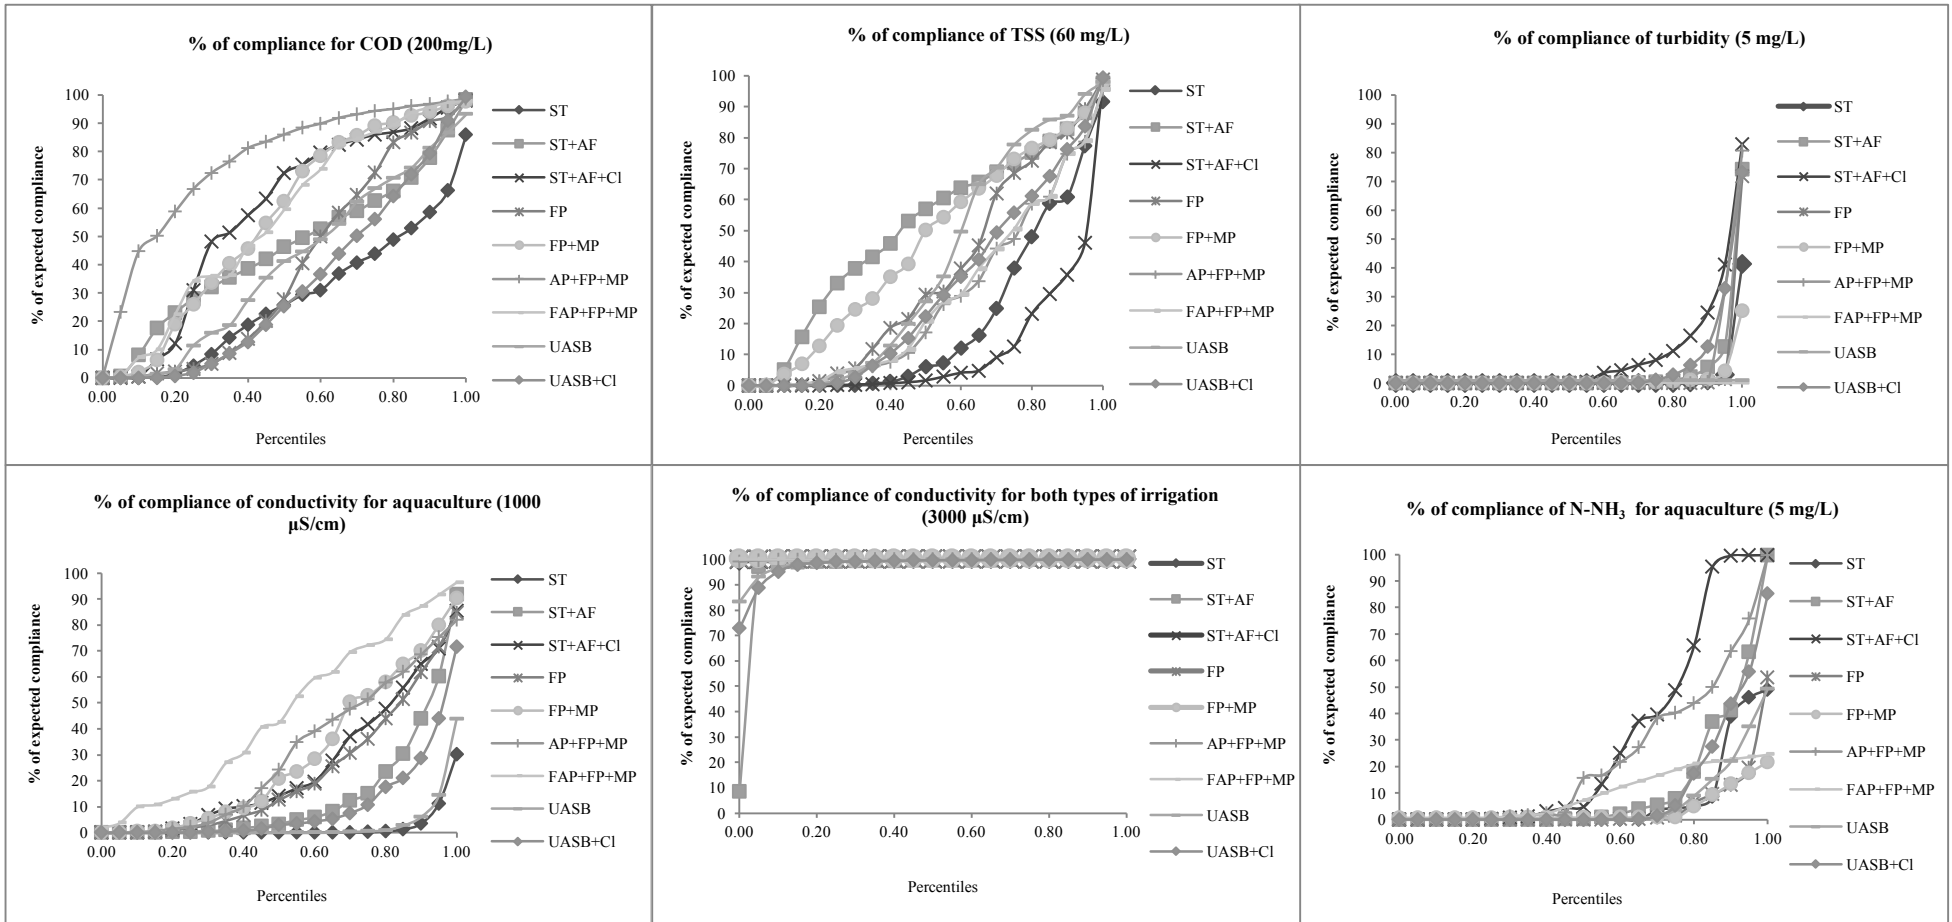 % of compliance for COD (200mg/L)
% of expected compliance
100
90
80
70
60
50
40
30
20
10
0
0.00 0.20 0.40 0.60 0.80 1.00
Percentiles
ST
ST+AF
ST+AF+Cl
FP
FP+MP
AP+FP+MP
FAP+FP+MP
UASB
UASB+Cl
% of compliance of TSS (60 mg/L)
% of expected compliance
100
90
80
70
60
50
40
30
20
10
0
0.00 0.20 0.40 0.60 0.80 1.00
Percentiles
ST
ST+AF
ST+AF+Cl
FP
FP+MP
AP+FP+MP
FAP+FP+MP
UASB
UASB+Cl
% of compliance of turbidity (5 mg/L)
% of expected compliance
100
90
80
70
60
50
40
30
20
10
0
0.00 0.20 0.40 0.60 0.80 1.00
Percentiles
ST
ST+AF
ST+AF+Cl
FP
FP+MP
AP+FP+MP
FAP+FP+MP
UASB
UASB+Cl
% of compliance of conductivity for aquaculture (1000
µS/cm)
% of expected compliance
100
90
80
70
60
50
40
30
20
10
0
0.00 0.20 0.40 0.60 0.80 1.00
Percentiles
ST
ST+AF
ST+AF+Cl
FP
FP+MP
AP+FP+MP
FAP+FP+MP
UASB
UASB+Cl
% of compliance of conductivity for both types of irrigation
(3000 µS/cm)
% of expected compliance
100
90
80
70
60
50
40
30
20
10
0
0.00 0.20 0.40 0.60 0.80 1.00
Percentiles
ST
ST+AF
ST+AF+Cl
FP
FP+MP
AP+FP+MP
FAP+FP+MP
UASB
UASB+Cl
% of compliance of N-NH₃ for aquaculture (5 mg/L)
% of expected compliance
100
90
80
70
60
50
40
30
20
10
0
0.00 0.20 0.40 0.60 0.80 1.00
Percentiles
ST
ST+AF
ST+AF+Cl
FP
FP+MP
AP+FP+MP
FAP+FP+MP
UASB
UASB+Cl